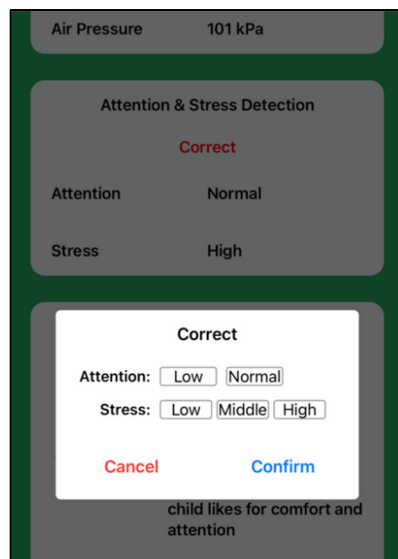 Air Pressure 101 kPa
Attention & Stress Detection
Correct
Attention Normal
Stress High
Correct
Attention: Low Normal
Stress: Low Middle High
Cancel Confirm
child likes for comfort and
attention